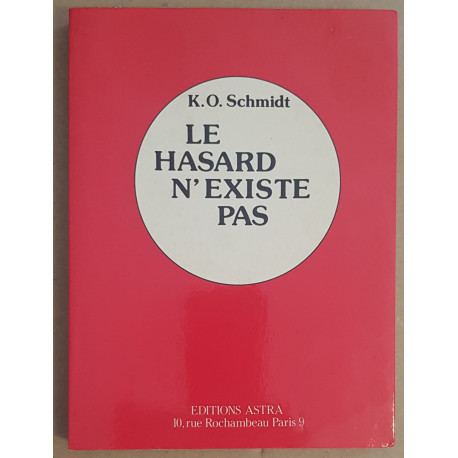 K.O. Schmidt
LE
HASARD
N'EXISTE
PAS
EDITIONS ASTRA
10, rue Rochambeau Paris 9